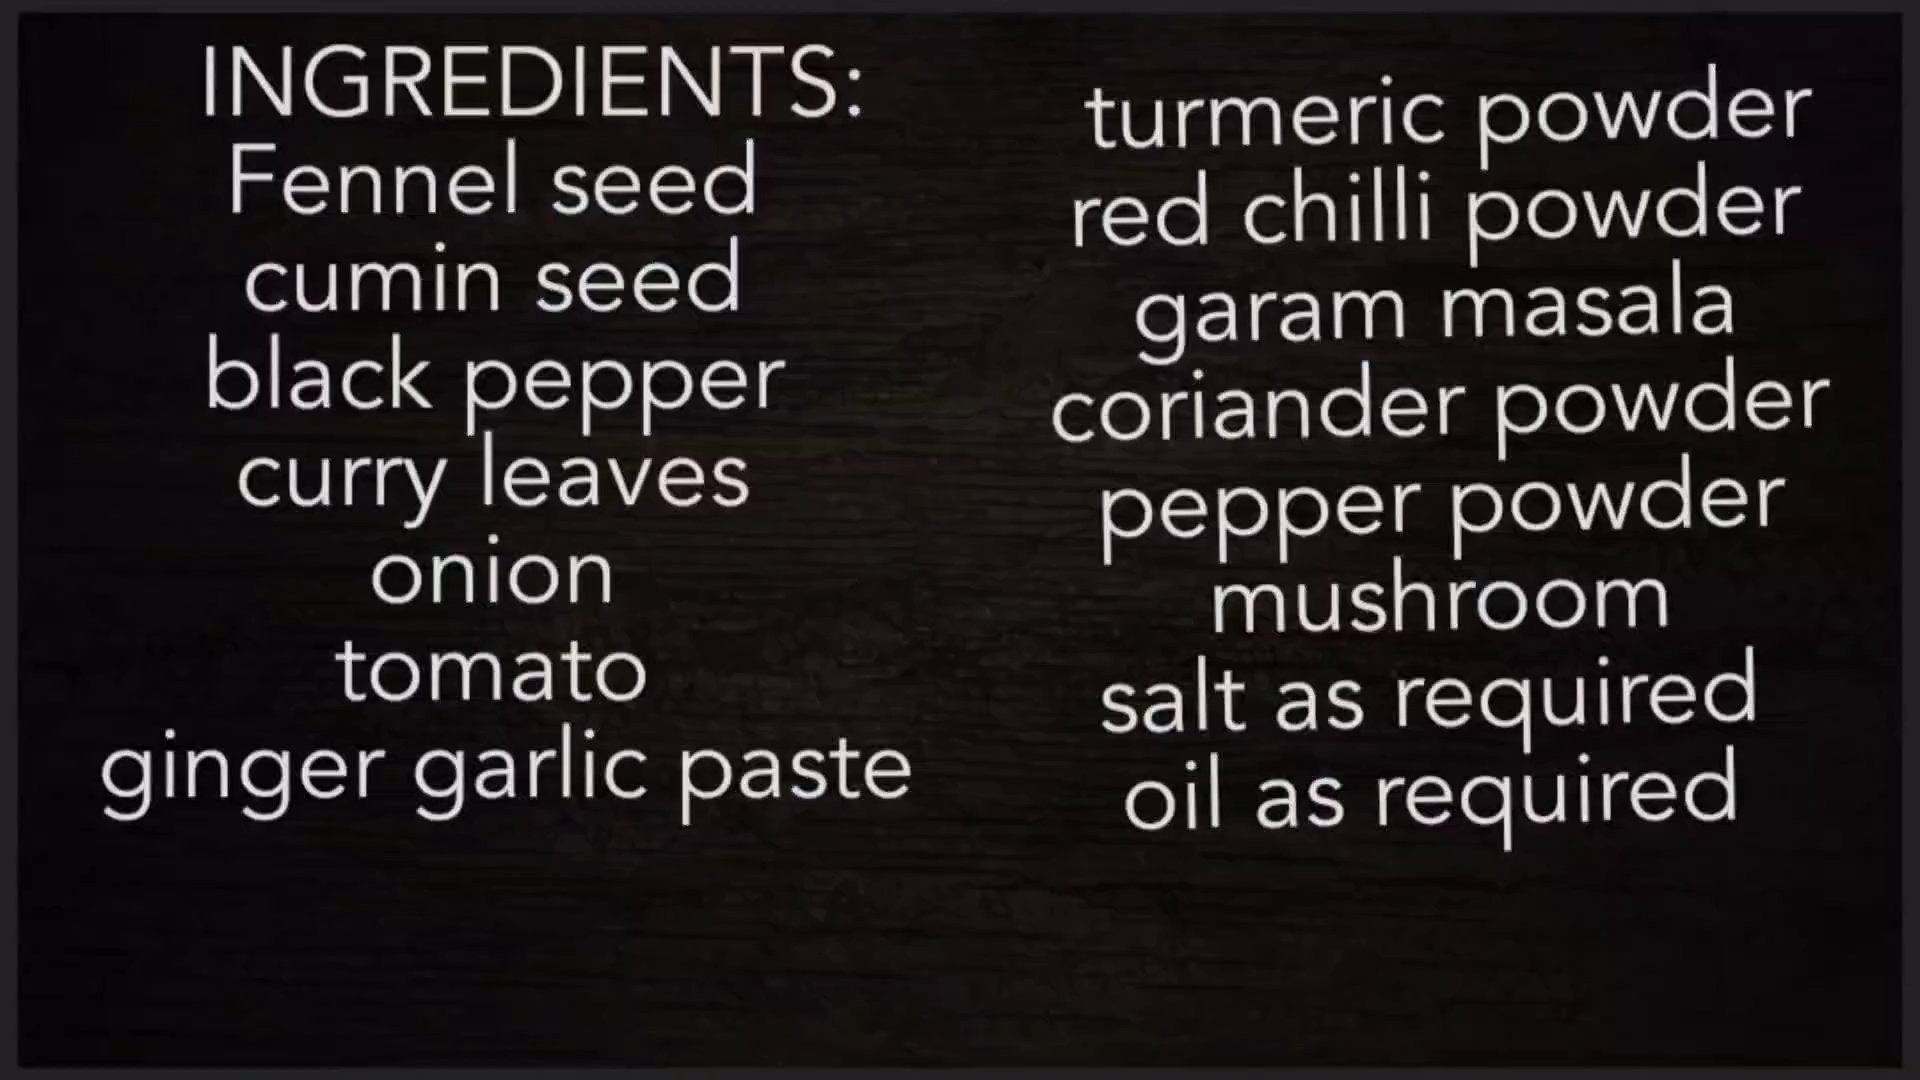 INGREDIENTS:
Fennel seed
cumin seed
black pepper
curry leaves
onion
tomato
ginger garlic paste
turmeric powder
red chilli powder
garam masala
coriander powder
pepper powder
mushroom
salt as required
oil as required